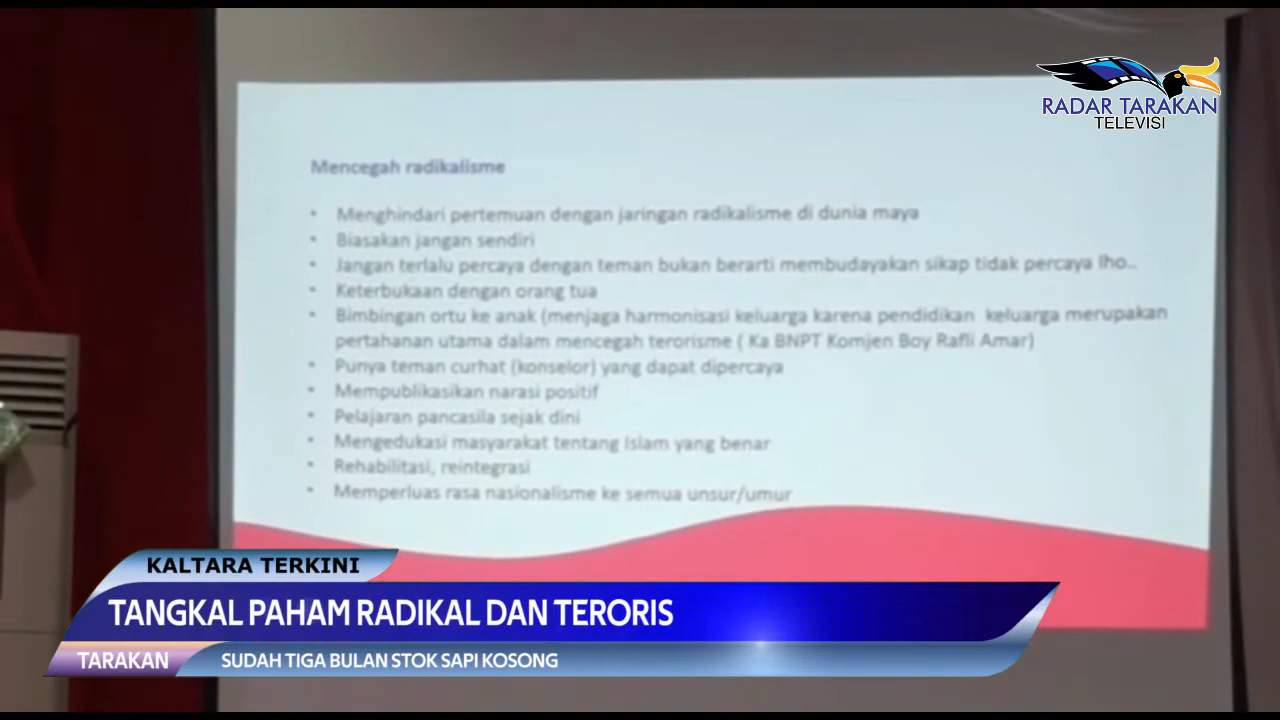 RADAR TARAKAN
TELEVISI
Mencegah radikalisme
• Menghindari pertemuan dengan jaringan radikalisme di dunia maya
• Biasakan jangan sendiri
• Jangan terlalu percaya dengan teman bukan berarti membudayakan sikap tidak percaya lho..
• Keterbukaan dengan orang tua
• Bimbingan ortu ke anak (menjaga harmonisasi keluarga karena pendidikan keluarga merupakan
pertahanan utama dalam mencegah terorisme ( Ka BNPT Komjen Boy Rafli Amar)
• Punya teman curhat (konselor) yang dapat dipercaya
• Mempublikasikan narasi positif
• Pelajaran pancasila sejak dini
• Mengedukasi masyarakat tentang Islam yang benar
• Rehabilitasi, reintegrasi
• Memperluas rasa nasionalisme ke semua unsur/umur
KALTARA TERKINI
TANGKAL PAHAM RADIKAL DAN TERORIS
TARAKAN
SUDAH TIGA BULAN STOK SAPI KOSONG